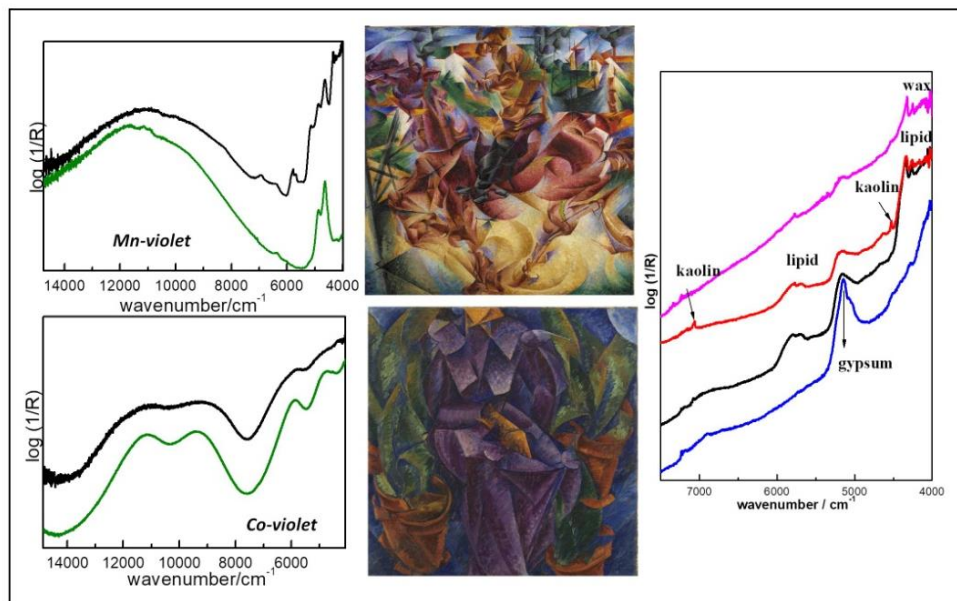 log (1/R)
Mn-violet
14000 12000 10000 8000 6000 4000
wavenumber/cm-1
log (1/R)
Co-violet
14000 12000 10000 8000 6000
wavenumber/cm-1
wax
lipid
kaolin
kaolin
lipid
gypsum
log (1/R)
7000 6000 5000 4000
wavenumber / cm-1